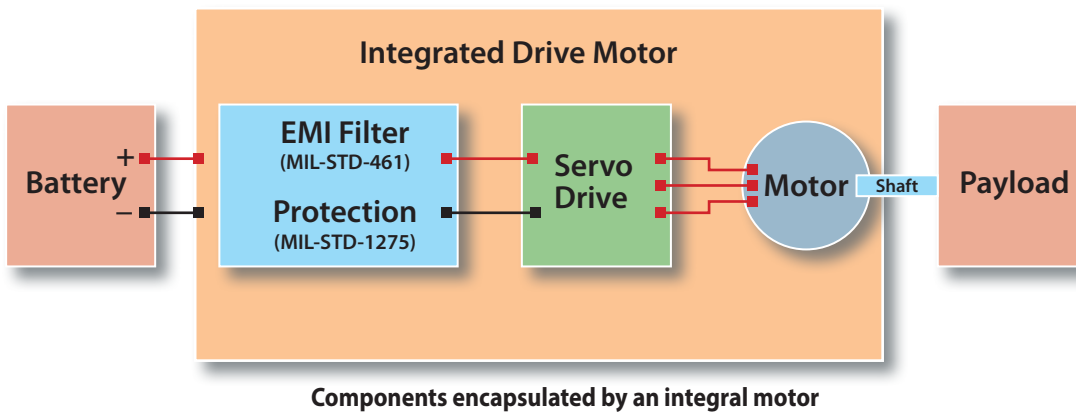 Integrated Drive Motor
Battery
+
–
EMI Filter
(MIL-STD-461)
Protection
(MIL-STD-1275)
Servo
Drive
Motor
Shaft
Payload
Components encapsulated by an integral motor